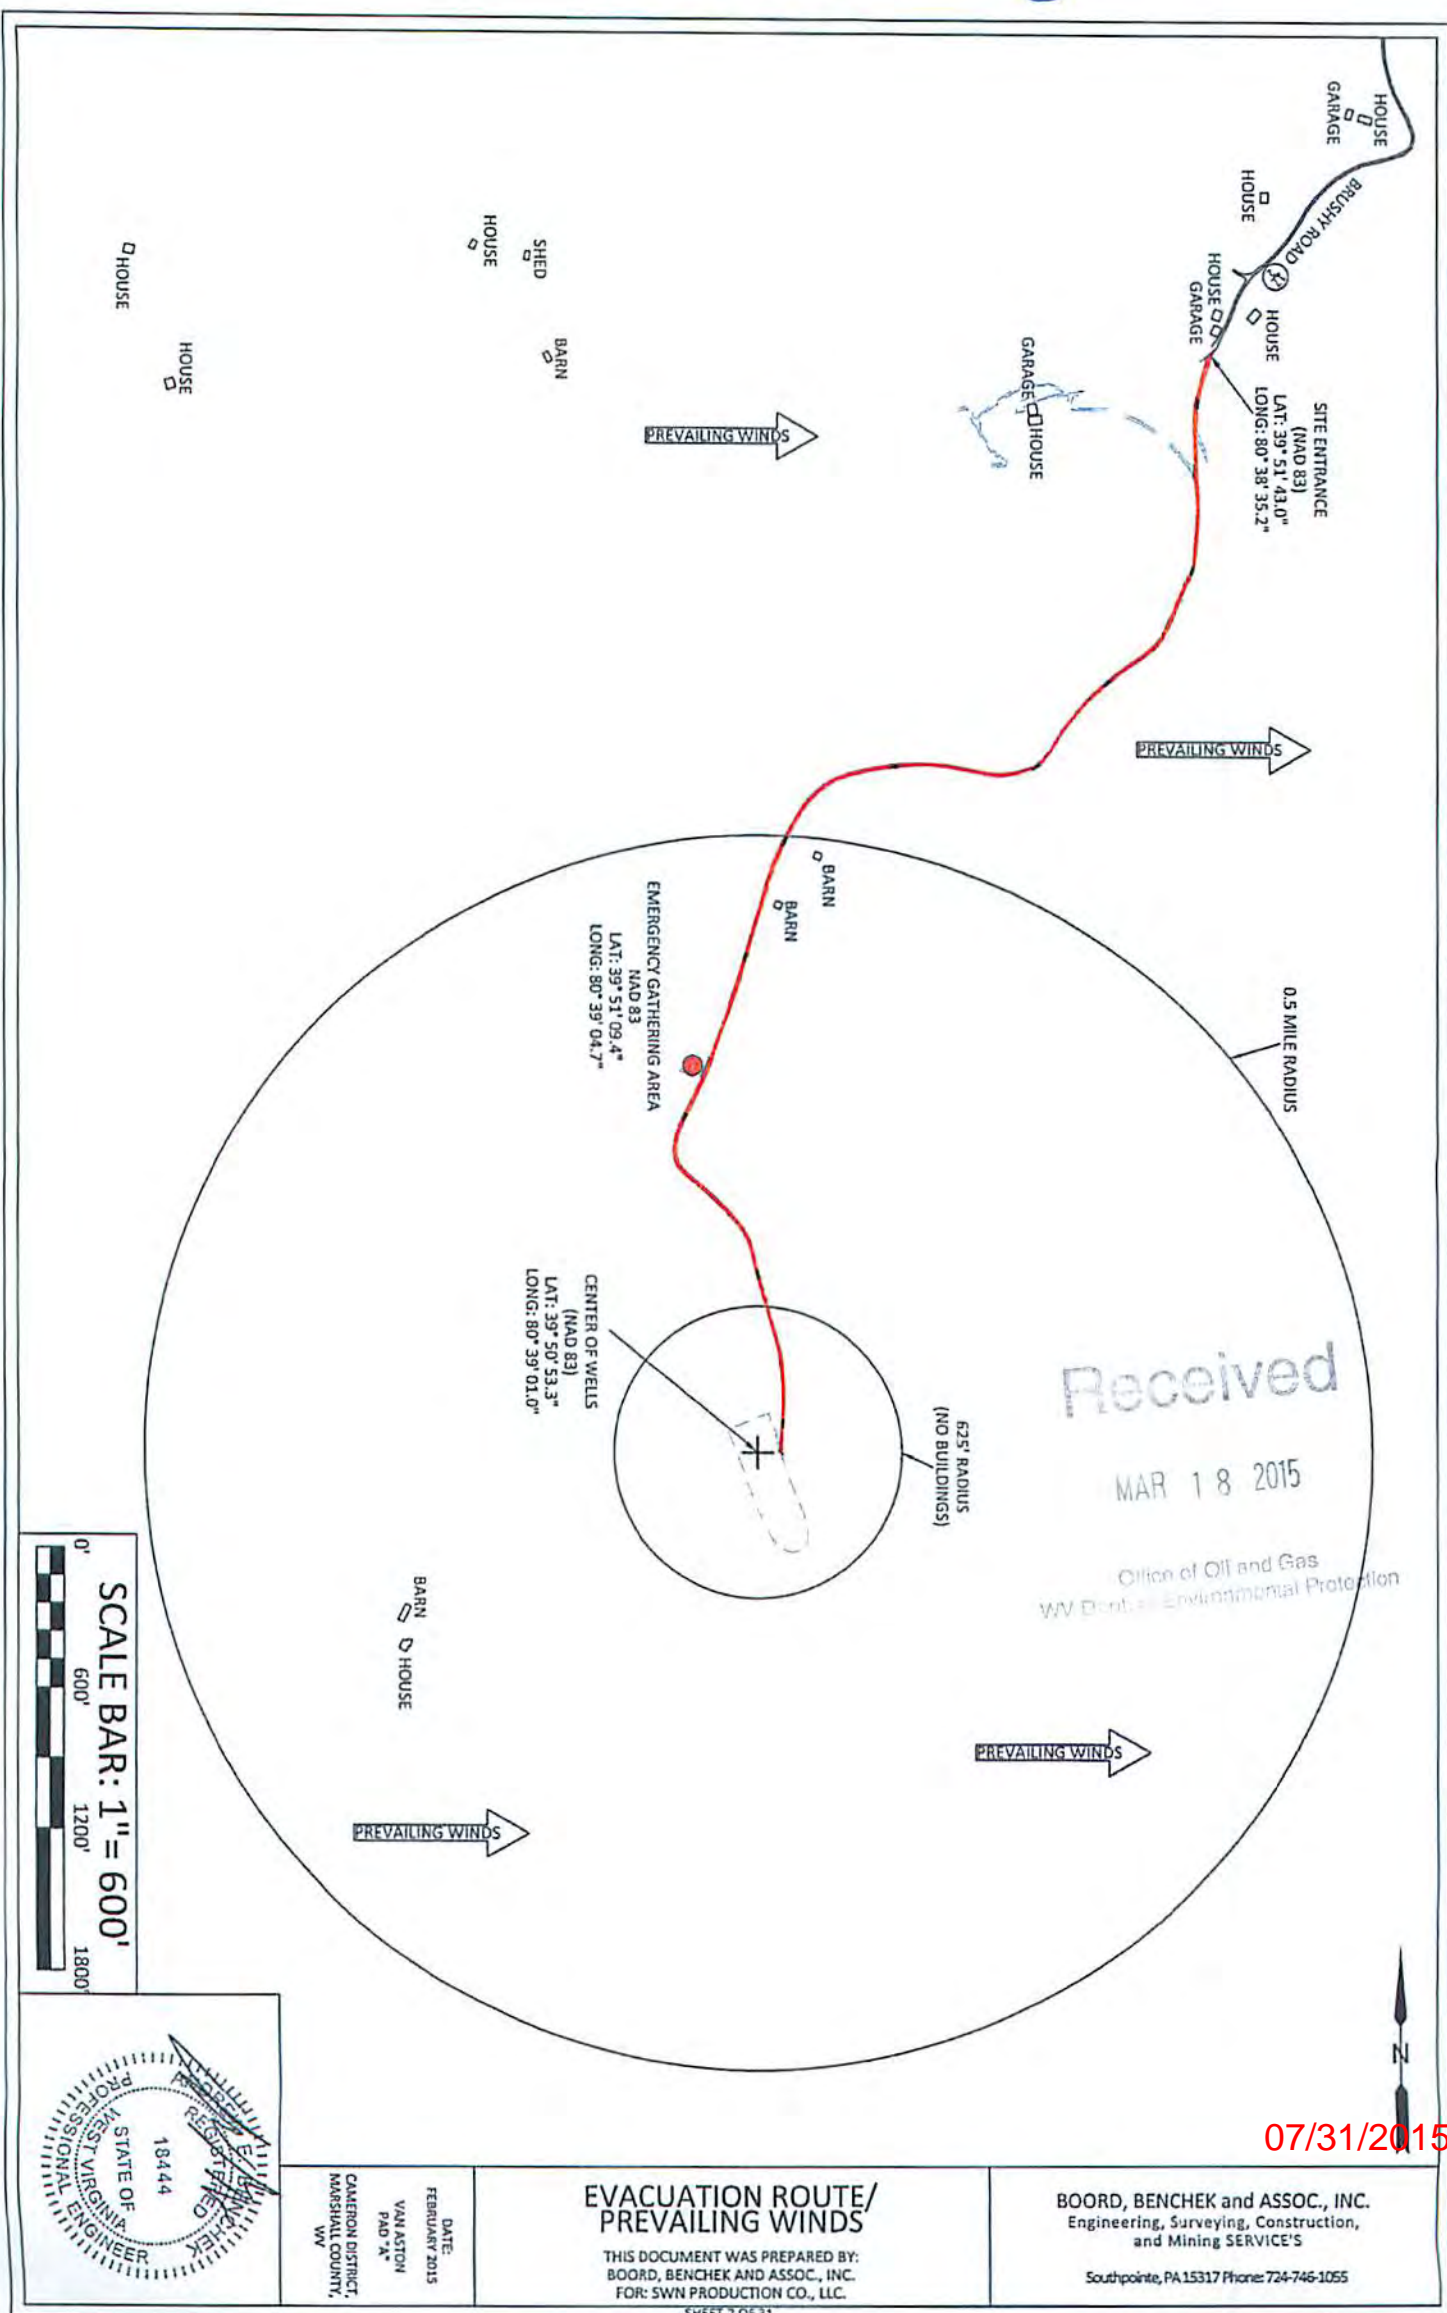 HOUSE
GARAGE
BRUSHY ROAD
HOUSE
HOUSE
GARAGE
HOUSE
SITE ENTRANCE
(NAD 83)
LAT: 39° 51' 43.0"
LONG: 80° 38' 35.2"
SHED
HOUSE
HOUSE
BARN
HOUSE
GARAGE
HOUSE
PREVAILING WINDS
PREVAILING WINDS
BARN
BARN
EMERGENCY GATHERING AREA
NAD 83
LAT: 39° 51' 09.4"
LONG: 80° 39' 04.7"
0.5 MILE RADIUS
CENTER OF WELLS
(NAD 83)
LAT: 39° 50' 53.3"
LONG: 80° 39' 01.0"
625' RADIUS
(NO BUILDINGS)
Received
MAR 18 2015
Office of Oil and Gas
WV Environmental Protection
BARN
HOUSE
PREVAILING WINDS
PREVAILING WINDS
SCALE BAR: 1"= 600'
0' 600' 1200' 1800'
N
07/31/2015
E. BENCHEK
REGISTERED
18444
STATE OF
WEST VIRGINIA
PROFESSIONAL ENGINEER
DATE:
FEBRUARY 2015
VAN ASTON
PAD "A"
CAMERON DISTRICT,
MARSHALL COUNTY,
WV
EVACUATION ROUTE/
PREVAILING WINDS
THIS DOCUMENT WAS PREPARED BY:
BOORD, BENCHEK AND ASSOC., INC.
FOR: SWN PRODUCTION CO., LLC.
BOORD, BENCHEK and ASSOC., INC.
Engineering, Surveying, Construction,
and Mining SERVICE'S
Southpointe, PA 15317 Phone: 724-746-1055